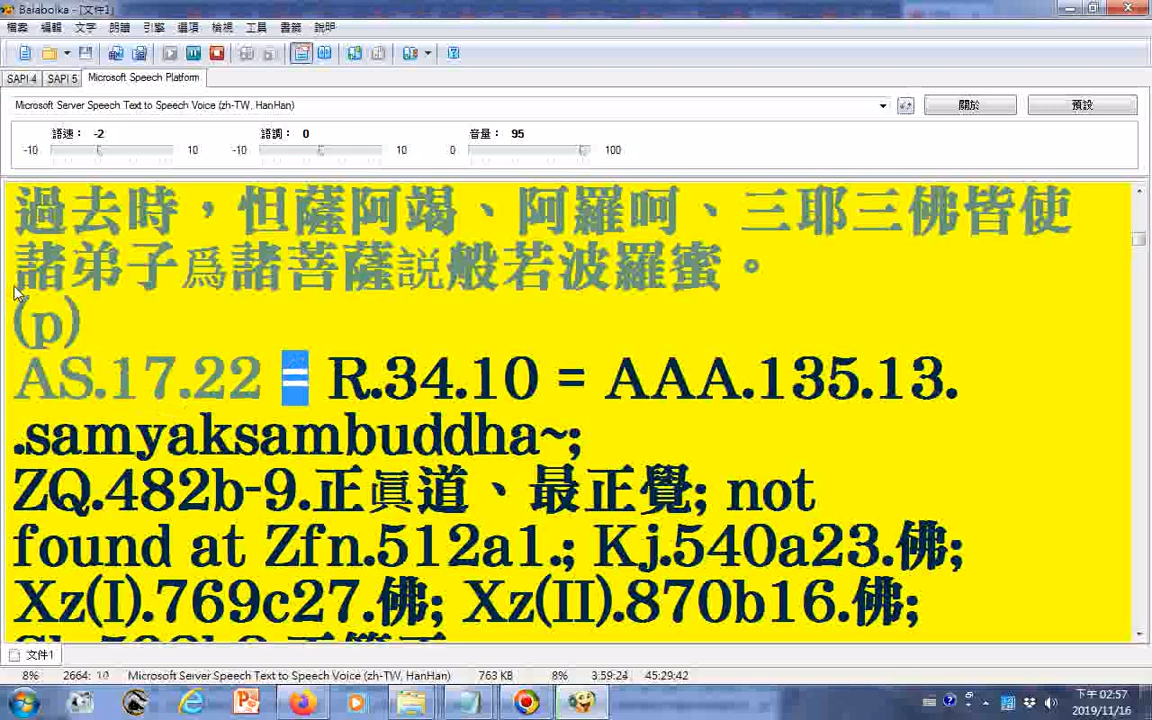 Balabolka - [文件1]
檔案 編輯 文字 朗讀 引擎 選項 檢視 工具 書籤 說明
SAPI 4 SAPI 5 Microsoft Speech Platform
Microsoft Server Speech Text to Speech Voice (zh-TW, HanHan) 關於 預設
語速： -2 語調： 0 音量： 95
-10 10 -10 10 0 100
過去時，怛薩阿竭、阿羅呵、三耶三佛皆使
諸弟子爲諸菩薩説般若波羅蜜。
(p)
AS.17.22 = R.34.10 = AAA.135.13.
.samyaksambuddha~;
ZQ.482b-9.正眞道、最正覺; not
found at Zfn.512a1.; Kj.540a23.佛;
Xz(I).769c27.佛; Xz(II).870b16.佛;
文件1
8% 2664: 10 Microsoft Server Speech Text to Speech Voice (zh-TW, HanHan) 763 KB 8% 3:59:24 45:29:42
下午 02:57
2019/11/16